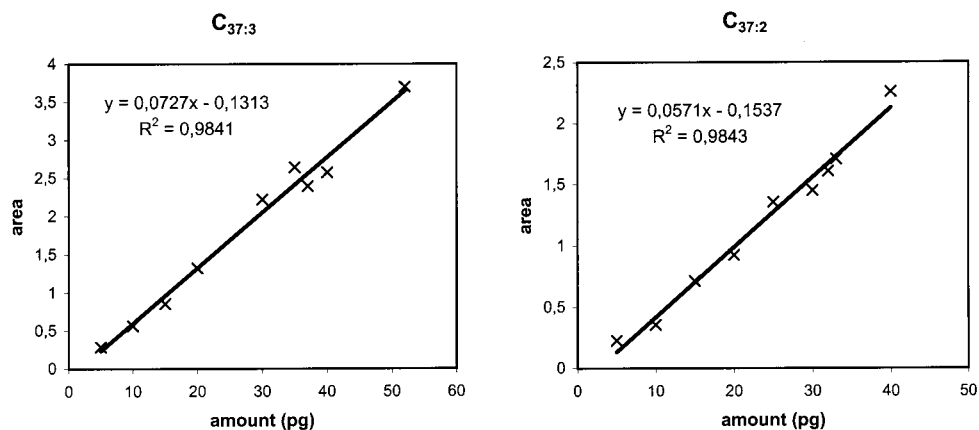 C37:3
4
3,5
3
2,5
2
1,5
1
0,5
0
area
y = 0,0727x - 0,1313
R² = 0,9841
0 10 20 30 40 50 60
amount (pg)
C37:2
2,5
2
1,5
1
0,5
0
area
y = 0,0571x - 0,1537
R² = 0,9843
0 10 20 30 40 50
amount (pg)